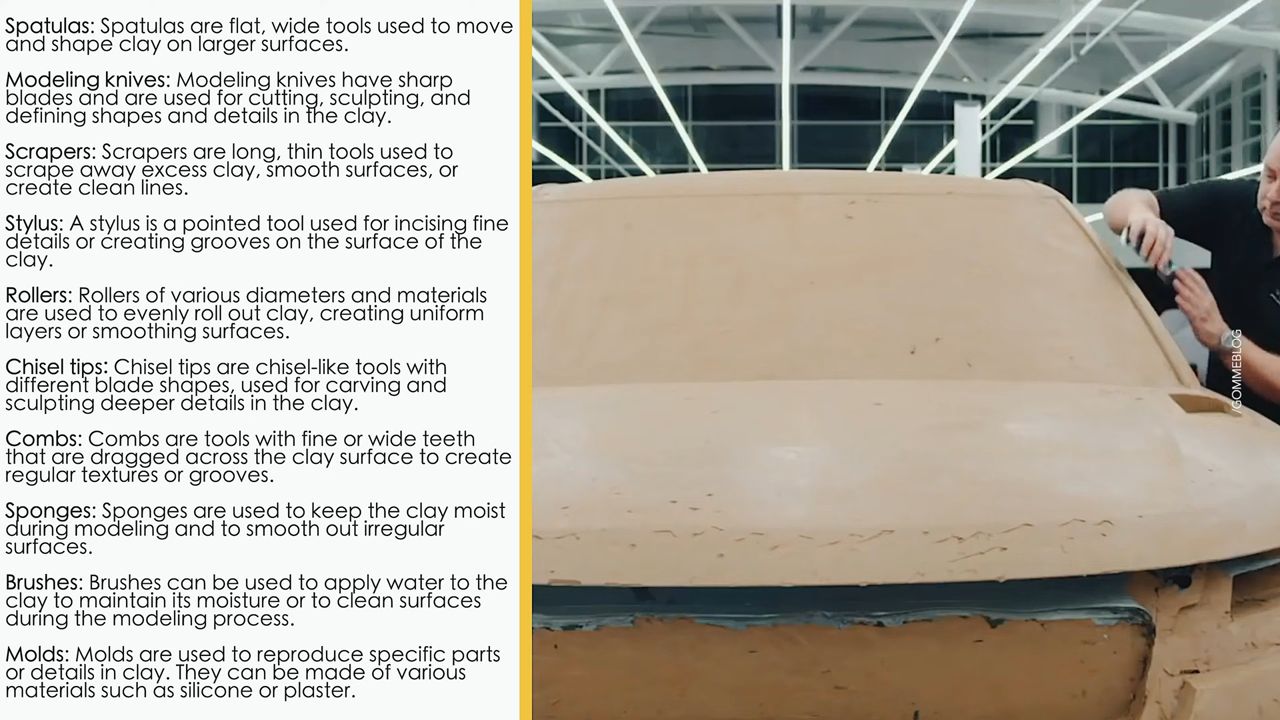 Spatulas: Spatulas are flat, wide tools used to move
and shape clay on larger surfaces.
Modeling knives: Modeling knives have sharp
blades and are used for cutting, sculpting, and
defining shapes and details in the clay.
Scrapers: Scrapers are long, thin tools used to
scrape away excess clay, smooth surfaces, or
create clean lines.
Stylus: A stylus is a pointed tool used for incising fine
details or creating grooves on the surface of the
clay.
Rollers: Rollers of various diameters and materials
are used to evenly roll out clay, creating uniform
layers or smoothing surfaces.
Chisel tips: Chisel tips are chisel-like tools with
different blade shapes, used for carving and
sculpting deeper details in the clay.
Combs: Combs are tools with fine or wide teeth
that are dragged across the clay surface to create
regular textures or grooves.
Sponges: Sponges are used to keep the clay moist
during modeling and to smooth out irregular
surfaces.
Brushes: Brushes can be used to apply water to the
clay to maintain its moisture or to clean surfaces
during the modeling process.
Molds: Molds are used to reproduce specific parts
or details in clay. They can be made of various
materials such as silicone or plaster.
/GOMMEBLOG